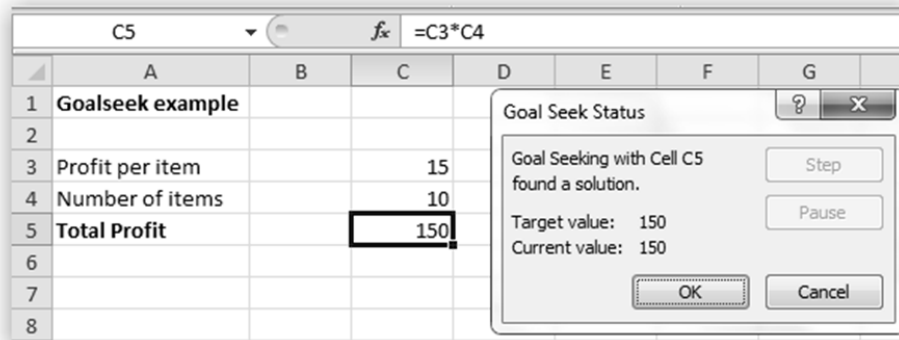 C5 fx =C3*C4
A B C D E F G
1 Goalseek example
2
3 Profit per item 15
4 Number of items 10
5 Total Profit 150
6
7
8
Goal Seek Status ? X
Goal Seeking with Cell C5
found a solution.
Step
Target value: 150
Pause
Current value: 150
OK Cancel